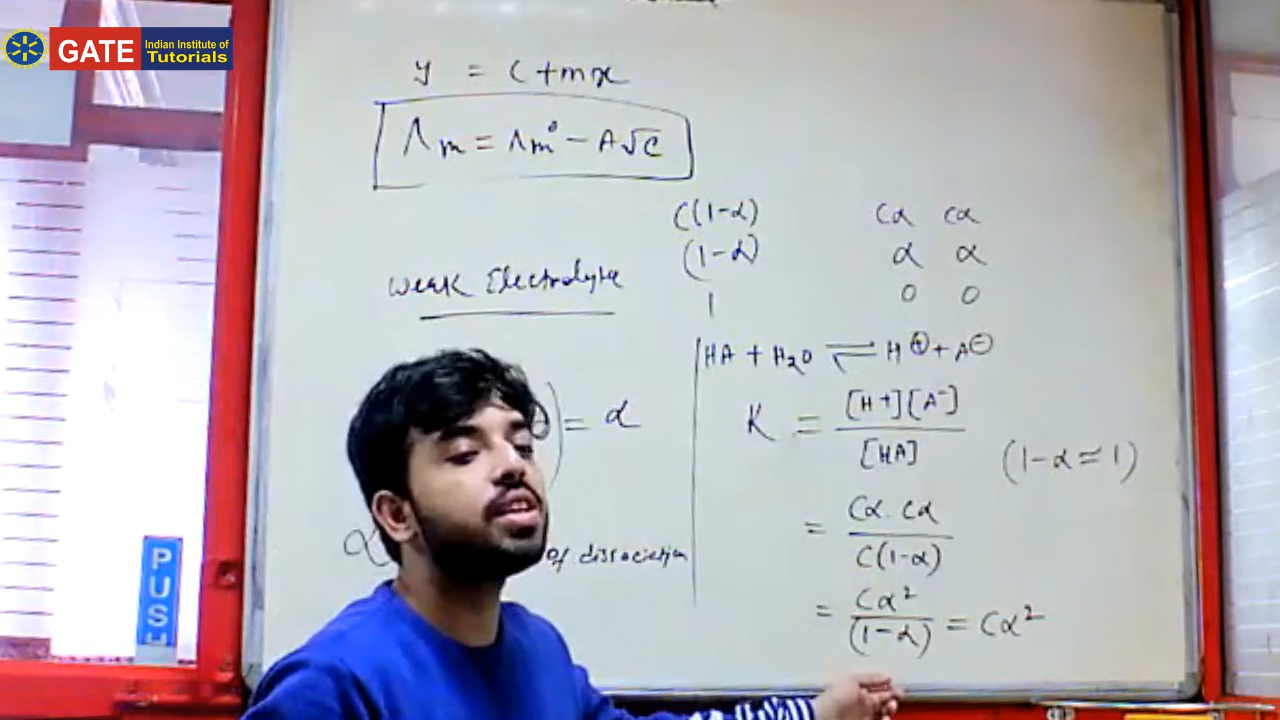 GATE
Indian Institute of
Tutorials
y = C + mx
Λm = Λm° − A√C
C(1-α) Cα Cα
(1-α) α α
1 0 0
Weak Electrolyte
HA + H₂O ⇌ H⊕ + A⊖
= α
K = [H+][A⁻] / [HA]
(1-α ≈ 1)
= Cα. Cα / C(1-α)
α
of dissociation
= Cα² / (1-α) = Cα²
PUSH